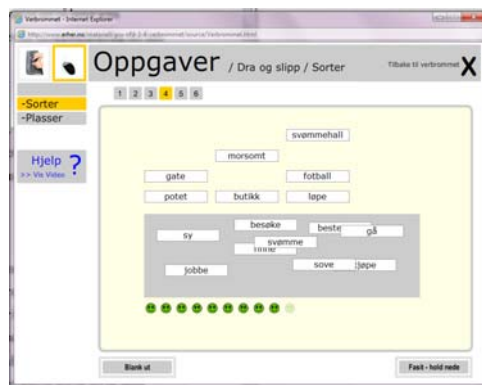 Verbrommet - Internet Explorer
Oppgaver / Dra og slipp / Sorter
Tilbake til verbrommet X
1 2 3 4 5 6
-Sorter
-Plasser
Hjelp ?
>> Vis Video
svømmehall
morsomt
gate fotball
potet butikk løpe
besøke
beste
gå
sy
svømme
sove
jobbe
Blank ut
Fasit - hold nede